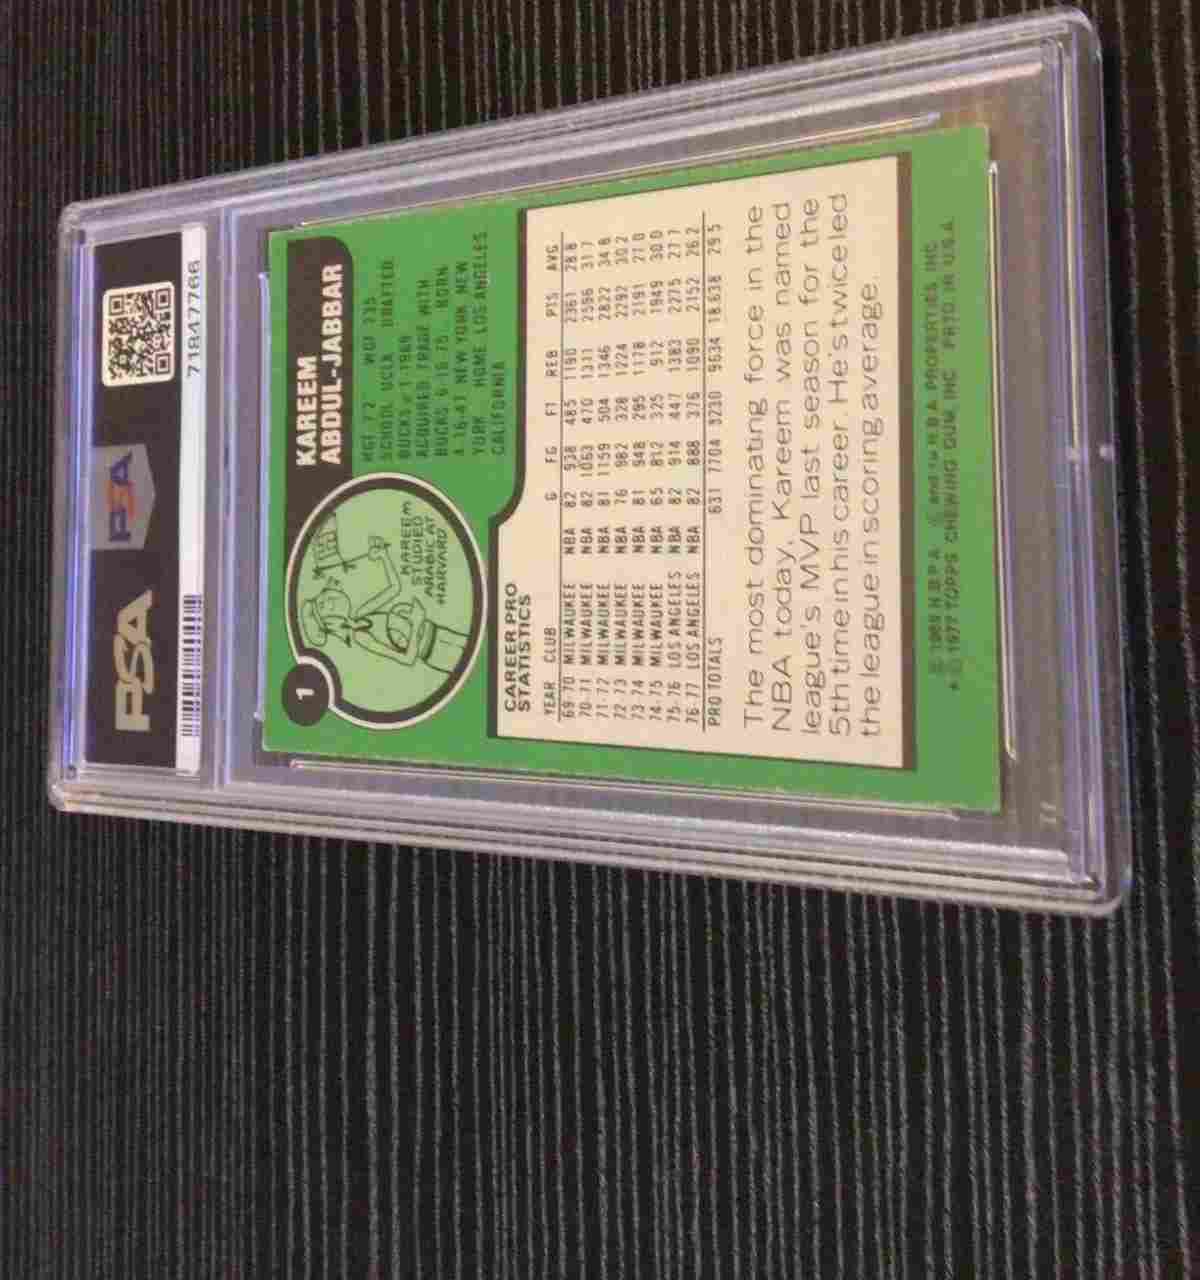 PSA
PSA
71847766
1
KAREEM
ABDUL-JABBAR
HGT 7'2" WGT 235
SCHOOL UCLA DRAFTED
BUCKS #1-1969
ACQUIRED TRADE WITH
BUCKS 6-16-75 BORN
4-16-47 NEW YORK NEW
YORK HOME LOS ANGELES
CALIFORNIA
KAREEM
STUDIED
ARABIC AT
HARVARD
CAREER PRO
STATISTICS
YEAR CLUB G FG FT REB PTS AVG
69-70 MILWAUKEE NBA 82 938 485 1190 2361 28.8
70-71 MILWAUKEE NBA 82 1063 470 1311 2596 31.7
71-72 MILWAUKEE NBA 81 1159 504 1346 2822 34.8
72-73 MILWAUKEE NBA 76 982 328 1224 2292 30.2
73-74 MILWAUKEE NBA 81 948 295 1178 2191 27.0
74-75 MILWAUKEE NBA 65 812 325 912 1949 30.0
75-76 LOS ANGELES NBA 82 914 447 1383 2275 27.7
76-77 LOS ANGELES NBA 82 888 376 1090 2152 26.2
PRO TOTALS 631 7704 3230 9634 18,638 29.5
The most dominating force in the
NBA today, Kareem was named
league's MVP last season for the
5th time in his career. He's twice led
the league in scoring average.
© 1969 N.B.P.A. © and ™ NBA PROPERTIES, INC.
* © 1977 TOPPS CHEWING GUM, INC. PRTD. IN U.S.A.